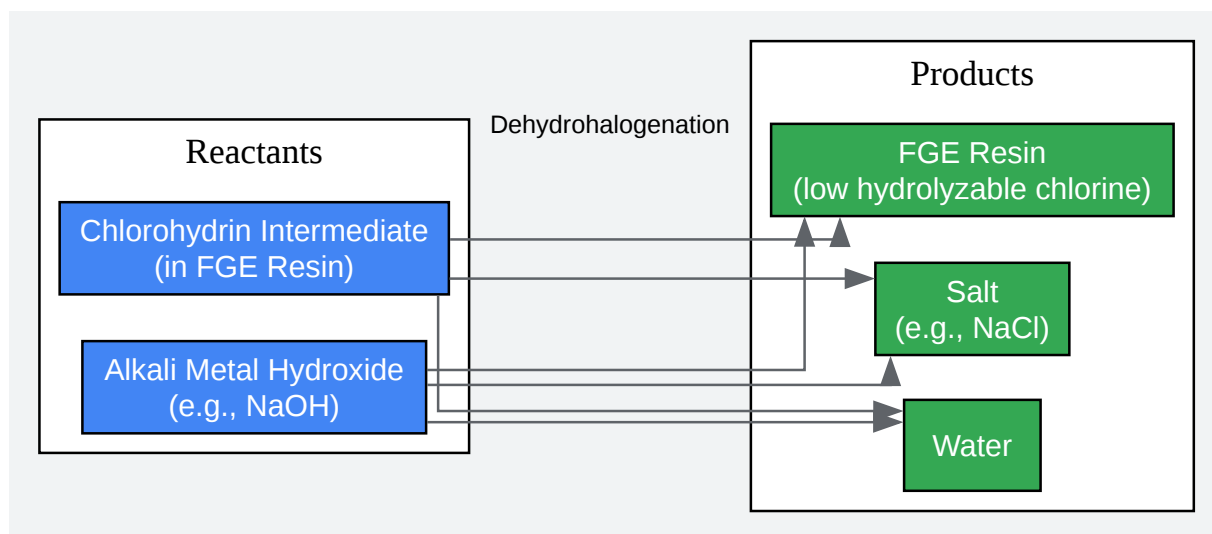 Reactants
Chlorohydrin Intermediate
(in FGE Resin)
Alkali Metal Hydroxide
(e.g., NaOH)
Dehydrohalogenation
Products
FGE Resin
(low hydrolyzable chlorine)
Salt
(e.g., NaCl)
Water